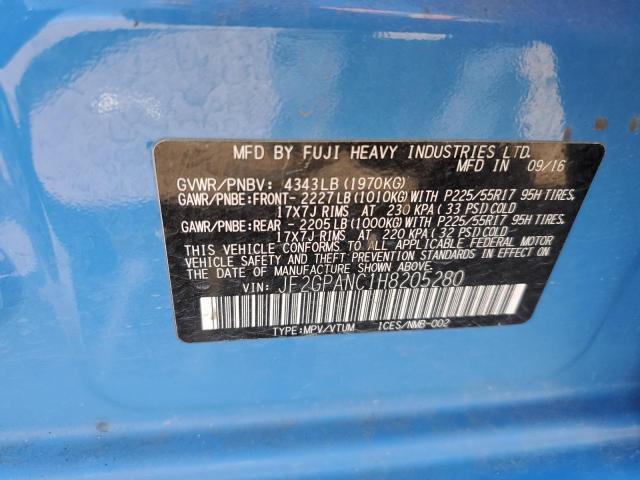 MFD BY FUJI HEAVY INDUSTRIES LTD.
MFD IN 09/16
GVWR/PNBV: 4343LB (1970KG)
GAWR/PNBE:FRONT- 2227LB (1010KG)WITH P225/55R17 95H TIRES,
17X7J RIMS AT 230 KPA (33 PSI) COLD
GAWR/PNBE:REAR - 2205LB (1000KG)WITH P225/55R17 95H TIRES,
17X7J RIMS AT 220 KPA (32 PSI) COLD
THIS VEHICLE CONFORMS TO ALL APPLICABLE FEDERAL MOTOR
VEHICLE SAFETY AND THEFT PREVENTION STANDARDS IN EFFECT ON
THE DATE OF MANUFACTURE SHOWN ABOVE.
VIN: JF2GPANC1H8205280
TYPE:MPV/VTUM ICES/NMB-002